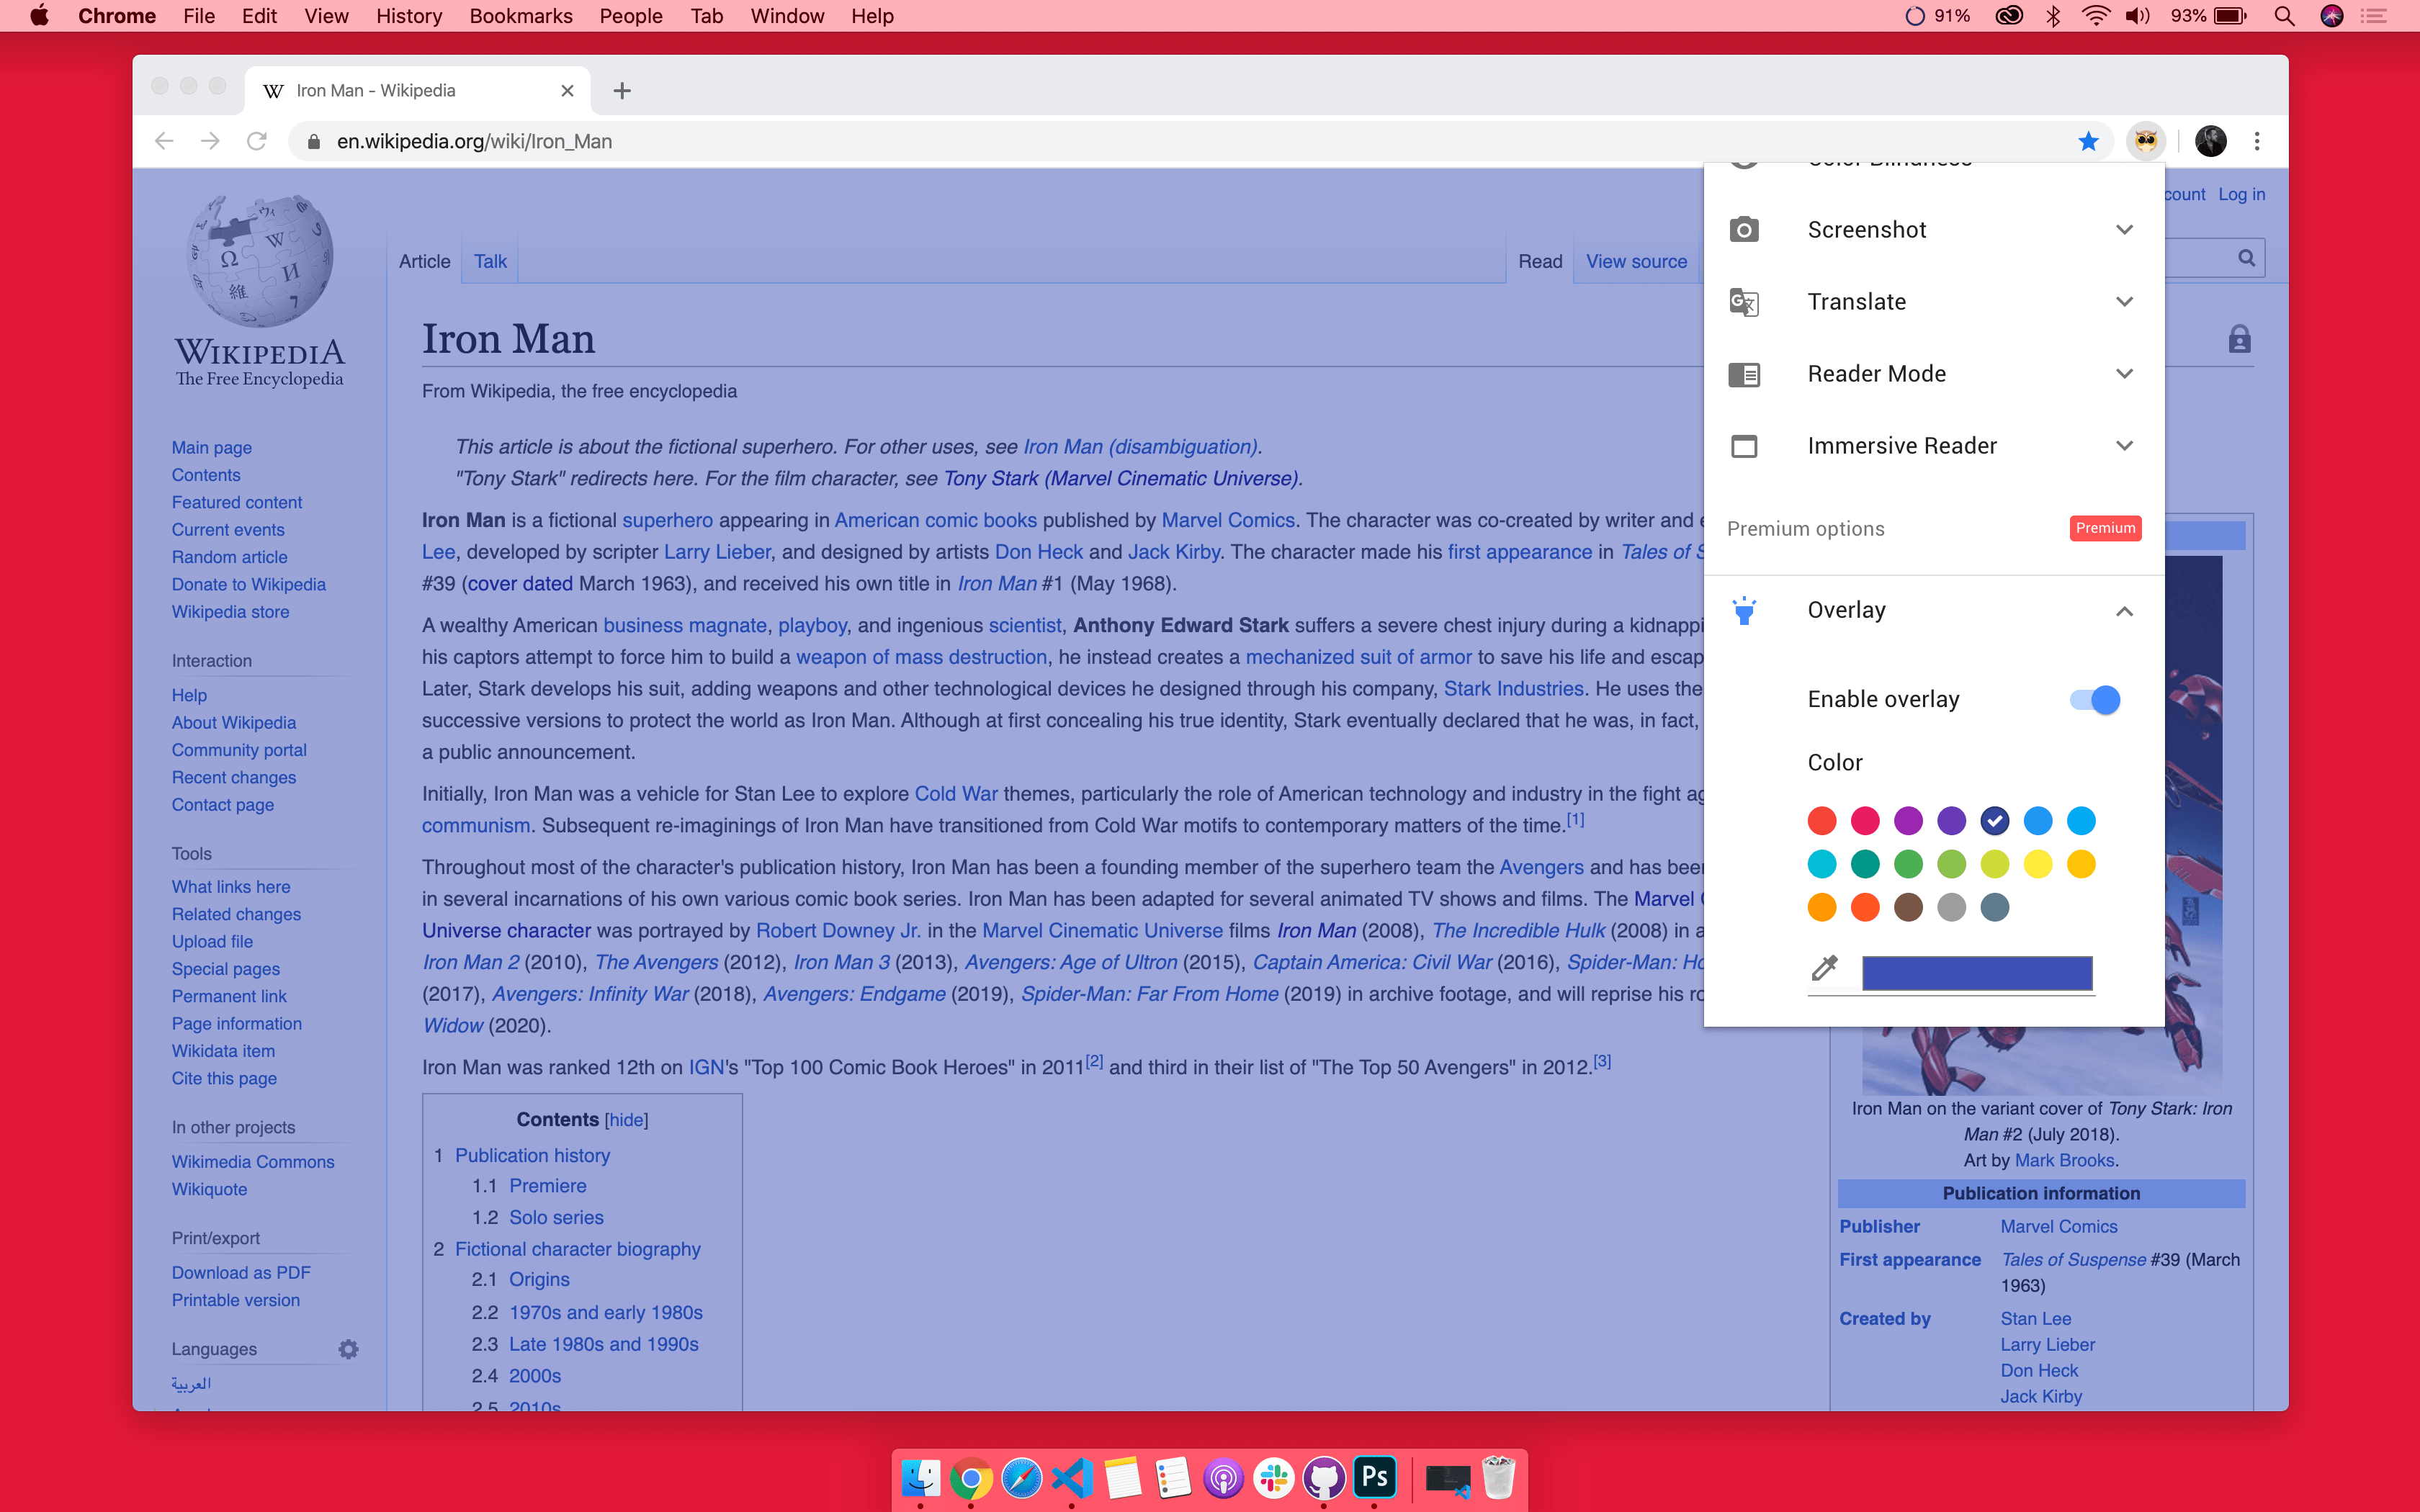 Chrome File Edit View History Bookmarks People Tab Window Help
91% 93%
Iron Man - Wikipedia
en.wikipedia.org/wiki/Iron_Man
WIKIPEDIA
The Free Encyclopedia
Main page
Contents
Featured content
Current events
Random article
Donate to Wikipedia
Wikipedia store
Interaction
Help
About Wikipedia
Community portal
Recent changes
Contact page
Tools
What links here
Related changes
Upload file
Special pages
Permanent link
Page information
Wikidata item
Cite this page
In other projects
Wikimedia Commons
Wikiquote
Print/export
Download as PDF
Printable version
Languages
العربية
count Log in
Article Talk Read View source
Iron Man
From Wikipedia, the free encyclopedia
This article is about the fictional superhero. For other uses, see Iron Man (disambiguation).
"Tony Stark" redirects here. For the film character, see Tony Stark (Marvel Cinematic Universe).
Iron Man is a fictional superhero appearing in American comic books published by Marvel Comics. The character was co-created by writer and e
Lee, developed by scripter Larry Lieber, and designed by artists Don Heck and Jack Kirby. The character made his first appearance in Tales of S
#39 (cover dated March 1963), and received his own title in Iron Man #1 (May 1968).
A wealthy American business magnate, playboy, and ingenious scientist, Anthony Edward Stark suffers a severe chest injury during a kidnappi
his captors attempt to force him to build a weapon of mass destruction, he instead creates a mechanized suit of armor to save his life and escap
Later, Stark develops his suit, adding weapons and other technological devices he designed through his company, Stark Industries. He uses the
successive versions to protect the world as Iron Man. Although at first concealing his true identity, Stark eventually declared that he was, in fact,
a public announcement.
Initially, Iron Man was a vehicle for Stan Lee to explore Cold War themes, particularly the role of American technology and industry in the fight ag
communism. Subsequent re-imaginings of Iron Man have transitioned from Cold War motifs to contemporary matters of the time.[1]
Throughout most of the character's publication history, Iron Man has been a founding member of the superhero team the Avengers and has bee
in several incarnations of his own various comic book series. Iron Man has been adapted for several animated TV shows and films. The Marvel
Universe character was portrayed by Robert Downey Jr. in the Marvel Cinematic Universe films Iron Man (2008), The Incredible Hulk (2008) in a
Iron Man 2 (2010), The Avengers (2012), Iron Man 3 (2013), Avengers: Age of Ultron (2015), Captain America: Civil War (2016), Spider-Man: Ho
(2017), Avengers: Infinity War (2018), Avengers: Endgame (2019), Spider-Man: Far From Home (2019) in archive footage, and will reprise his ro
Widow (2020).
Iron Man was ranked 12th on IGN's "Top 100 Comic Book Heroes" in 2011[2] and third in their list of "The Top 50 Avengers" in 2012.[3]
Contents [hide]
1 Publication history
1.1 Premiere
1.2 Solo series
2 Fictional character biography
2.1 Origins
2.2 1970s and early 1980s
2.3 Late 1980s and 1990s
2.4 2000s
2.5 2010s
Color Blindness
Screenshot
Translate
Reader Mode
Immersive Reader
Premium options Premium
Overlay
Enable overlay
Color
Iron Man on the variant cover of Tony Stark: Iron
Man #2 (July 2018).
Art by Mark Brooks.
Publication information
Publisher Marvel Comics
First appearance Tales of Suspense #39 (March
1963)
Created by Stan Lee
Larry Lieber
Don Heck
Jack Kirby
Ps